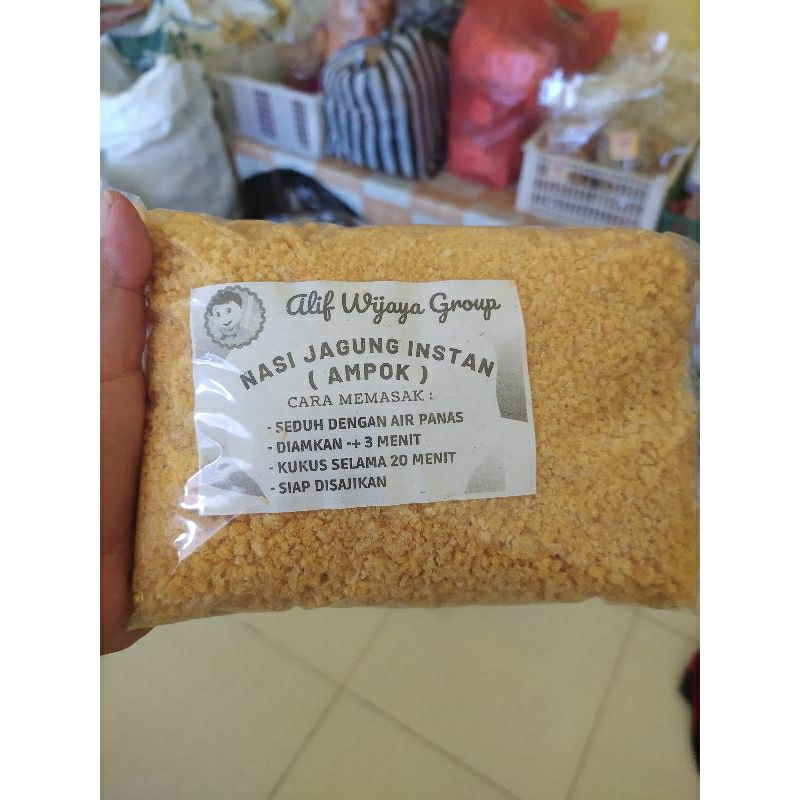 Alif Wijaya Group
NASI JAGUNG INSTAN
( AMPOK )
CARA MEMASAK :
- SEDUH DENGAN AIR PANAS
- DIAMKAN -+ 3 MENIT
- KUKUS SELAMA 20 MENIT
- SIAP DISAJIKAN